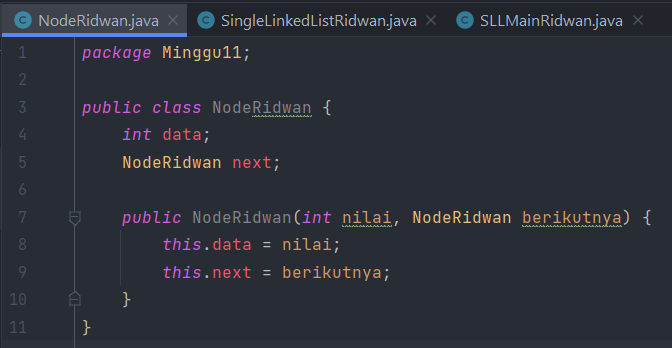 NodeRidwan.java × SingleLinkedListRidwan.java × SLLMainRidwan.java ×
1 package Minggu11;
2
3 public class NodeRidwan {
4 int data;
5 NodeRidwan next;
6
7 public NodeRidwan(int nilai, NodeRidwan berikutnya) {
8 this.data = nilai;
9 this.next = berikutnya;
10 }
11 }